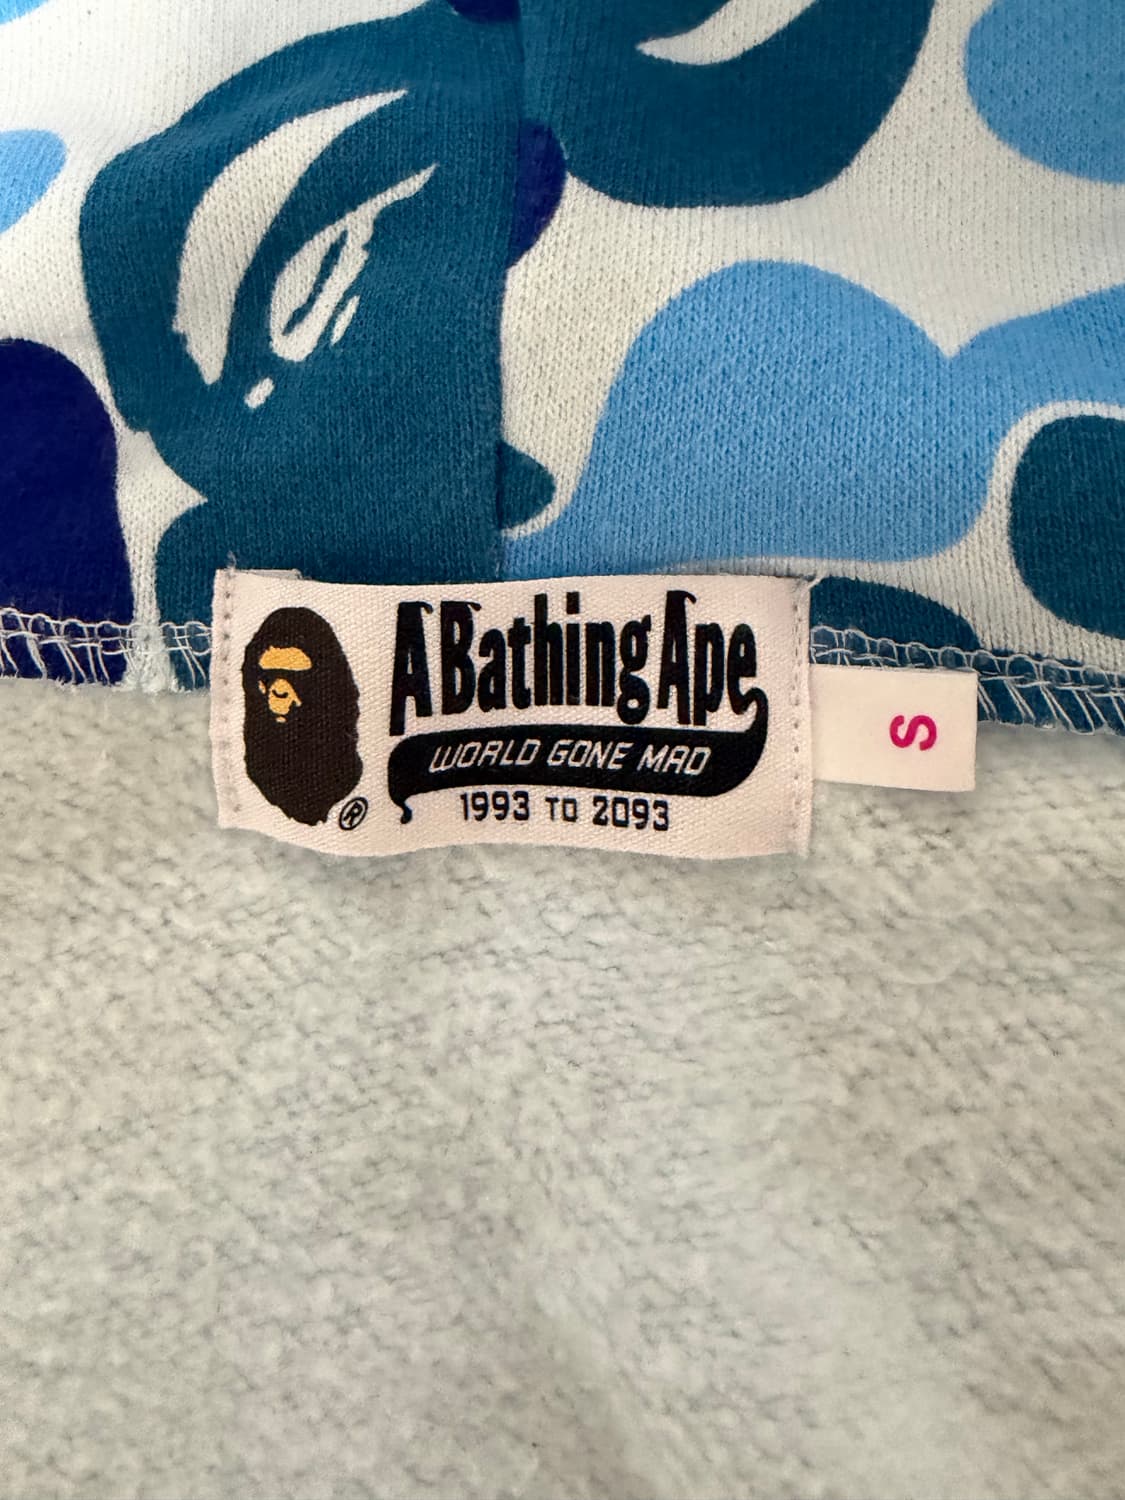 A Bathing Ape
WORLD GONE MAD
1993 TO 2093
®
S